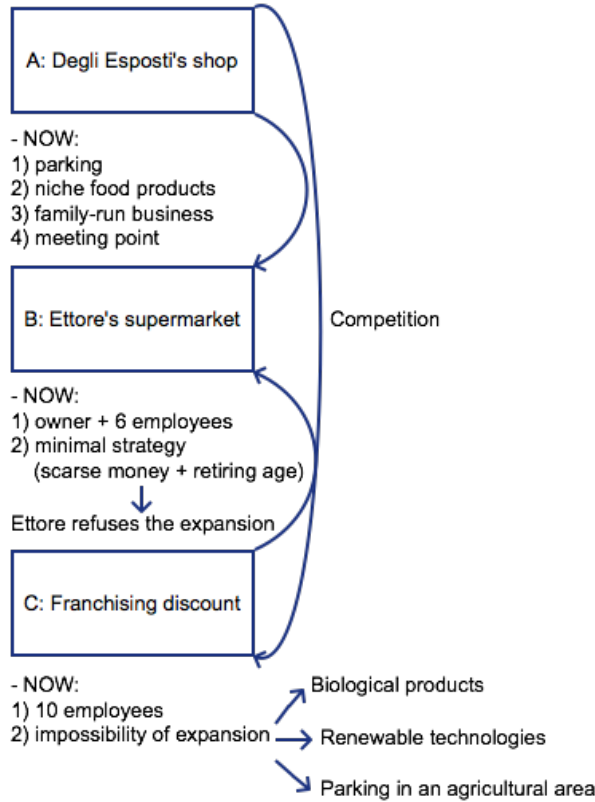 A: Degli Esposti's shop
- NOW:
1) parking
2) niche food products
3) family-run business
4) meeting point
B: Ettore's supermarket
Competition
- NOW:
1) owner + 6 employees
2) minimal strategy
(scarse money + retiring age)
Ettore refuses the expansion
C: Franchising discount
- NOW:
1) 10 employees
2) impossibility of expansion
Biological products
Renewable technologies
Parking in an agricultural area